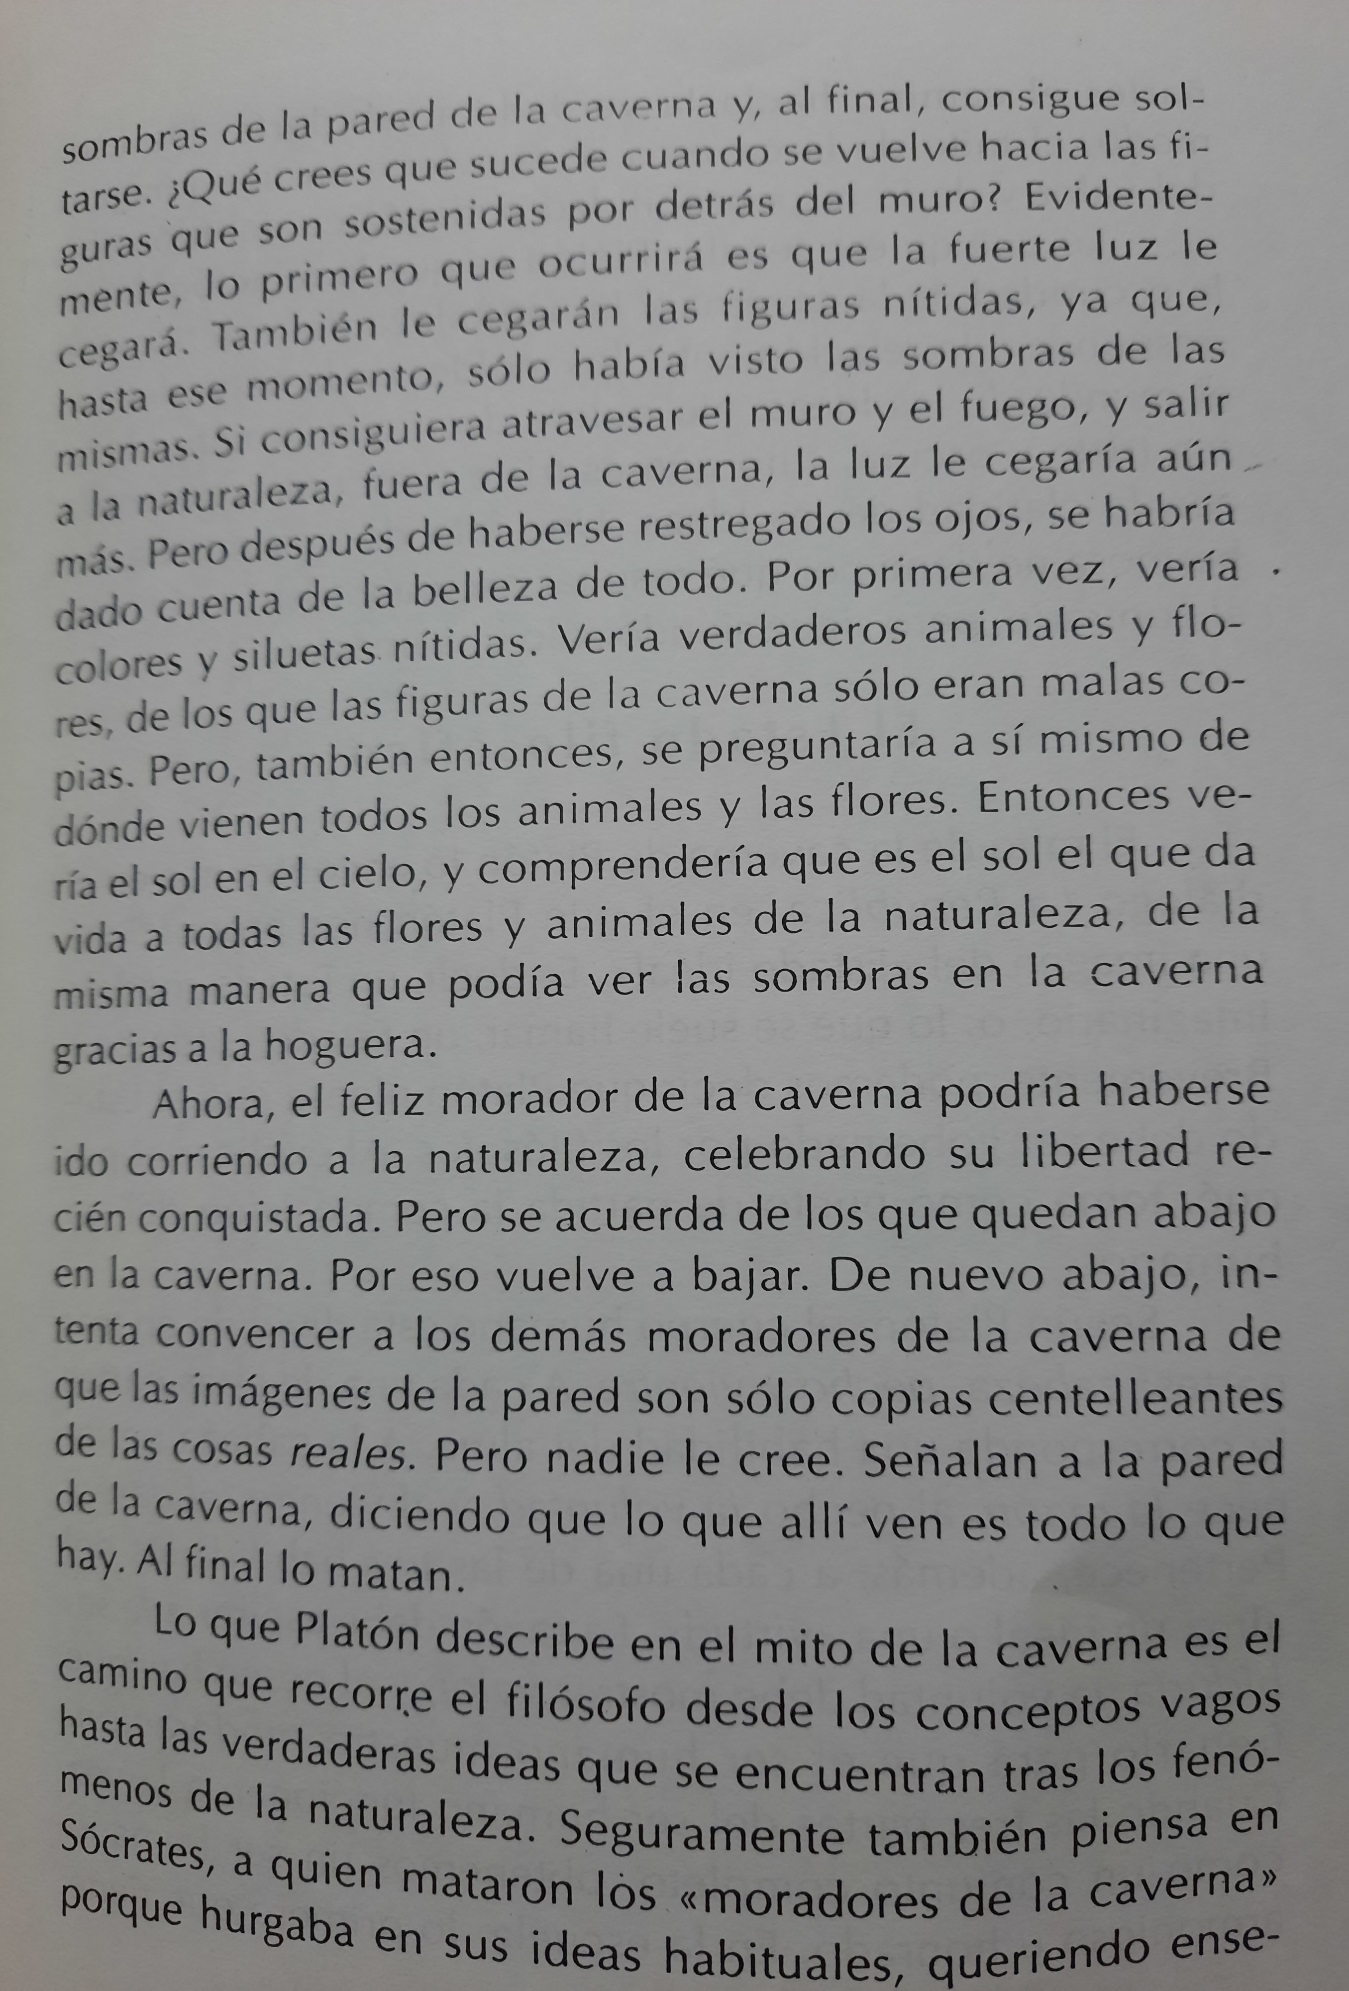 sombras de la pared de la caverna y, al final, consigue sol-
tarse. ¿Qué crees que sucede cuando se vuelve hacia las fi-
guras que son sostenidas por detrás del muro? Evidente-
mente, lo primero que ocurrirá es que la fuerte luz le
cegará. También le cegarán las figuras nítidas, ya que,
hasta ese momento, sólo había visto las sombras de las
mismas. Si consiguiera atravesar el muro y el fuego, y salir
a la naturaleza, fuera de la caverna, la luz le cegaría aún
más. Pero después de haberse restregado los ojos, se habría
dado cuenta de la belleza de todo. Por primera vez, vería
colores y siluetas nítidas. Vería verdaderos animales y flo-
res, de los que las figuras de la caverna sólo eran malas co-
pias. Pero, también entonces, se preguntaría a sí mismo de
dónde vienen todos los animales y las flores. Entonces ve-
ría el sol en el cielo, y comprendería que es el sol el que da
vida a todas las flores y animales de la naturaleza, de la
misma manera que podía ver las sombras en la caverna
gracias a la hoguera.
Ahora, el feliz morador de la caverna podría haberse
ido corriendo a la naturaleza, celebrando su libertad re-
cién conquistada. Pero se acuerda de los que quedan abajo
en la caverna. Por eso vuelve a bajar. De nuevo abajo, in-
tenta convencer a los demás moradores de la caverna de
que las imágenes de la pared son sólo copias centelleantes
de las cosas reales. Pero nadie le cree. Señalan a la pared
de la caverna, diciendo que lo que allí ven es todo lo que
hay. Al final lo matan.
Lo que Platón describe en el mito de la caverna es el
camino que recorre el filósofo desde los conceptos vagos
hasta las verdaderas ideas que se encuentran tras los fenó-
menos de la naturaleza. Seguramente también piensa en
Sócrates, a quien mataron los «moradores de la caverna»
porque hurgaba en sus ideas habituales, queriendo ense-